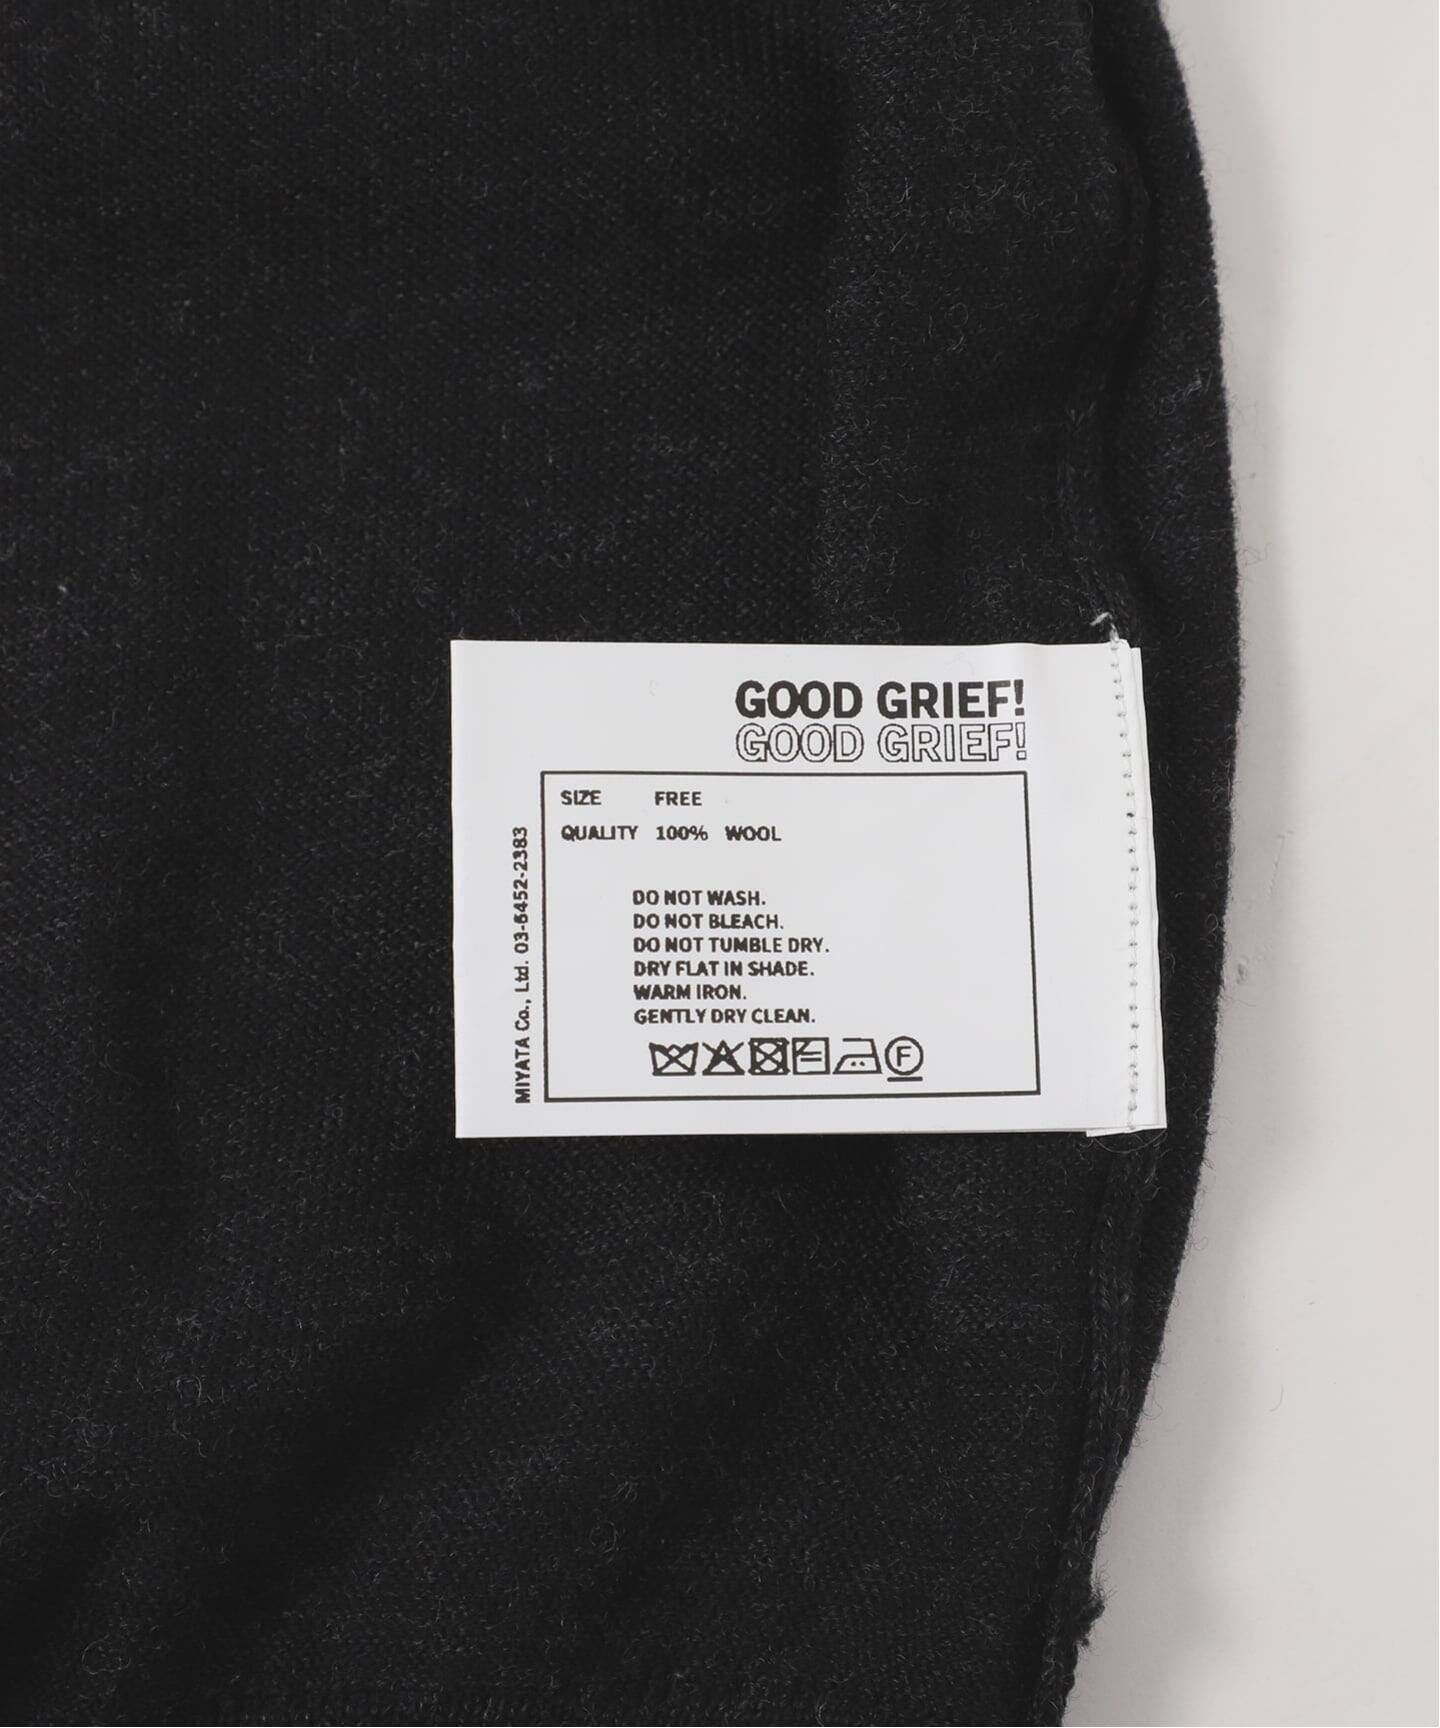 GOOD GRIEF!
GOOD GRIEF!
SIZE FREE
QUALITY 100% WOOL
DO NOT WASH.
DO NOT BLEACH.
DO NOT TUMBLE DRY.
DRY FLAT IN SHADE.
WARM IRON.
GENTLY DRY CLEAN.
F
MIYATA Co., Ltd. 03-6452-2383